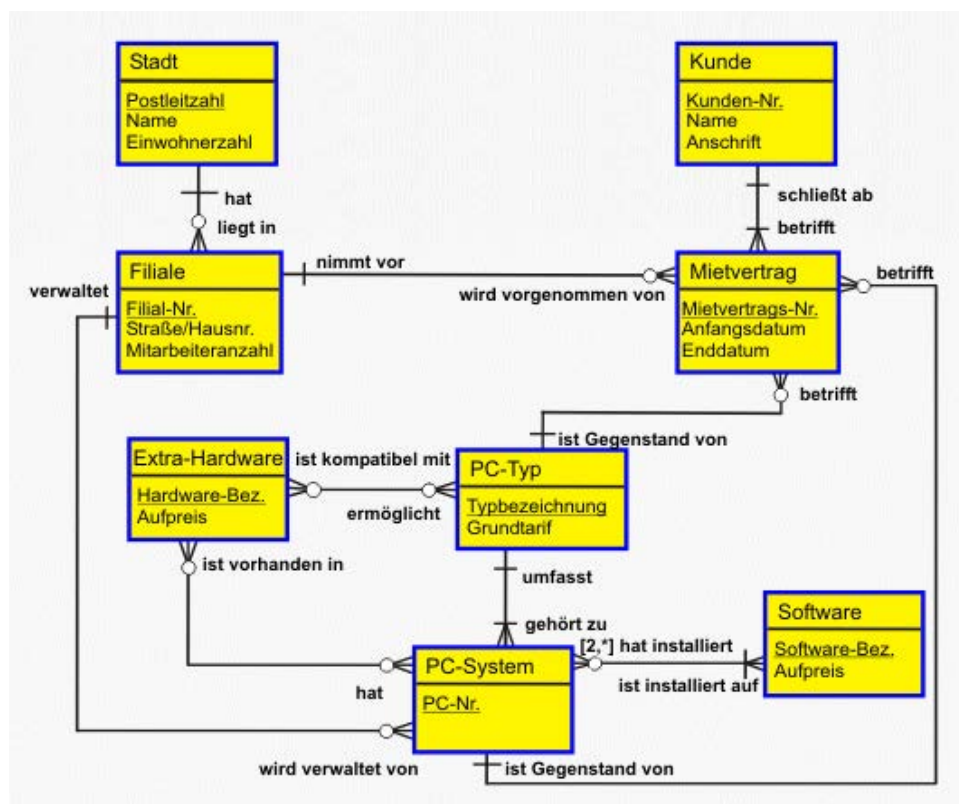 Stadt
Postleitzahl
Name
Einwohnerzahl
Kunde
Kunden-Nr.
Name
Anschrift
hat
liegt in
schließt ab
betrifft
verwaltet
Filiale
Filial-Nr.
Straße/Hausnr.
Mitarbeiteranzahl
nimmt vor
wird vorgenommen von
Mietvertrag
Mietvertrags-Nr.
Anfangsdatum
Enddatum
betrifft
betrifft
ist Gegenstand von
Extra-Hardware
Hardware-Bez.
Aufpreis
ist kompatibel mit
ermöglicht
PC-Typ
Typbezeichnung
Grundtarif
ist vorhanden in
umfasst
gehört zu
[2,*] hat installiert
ist installiert auf
Software
Software-Bez.
Aufpreis
PC-System
PC-Nr.
hat
wird verwaltet von
ist Gegenstand von